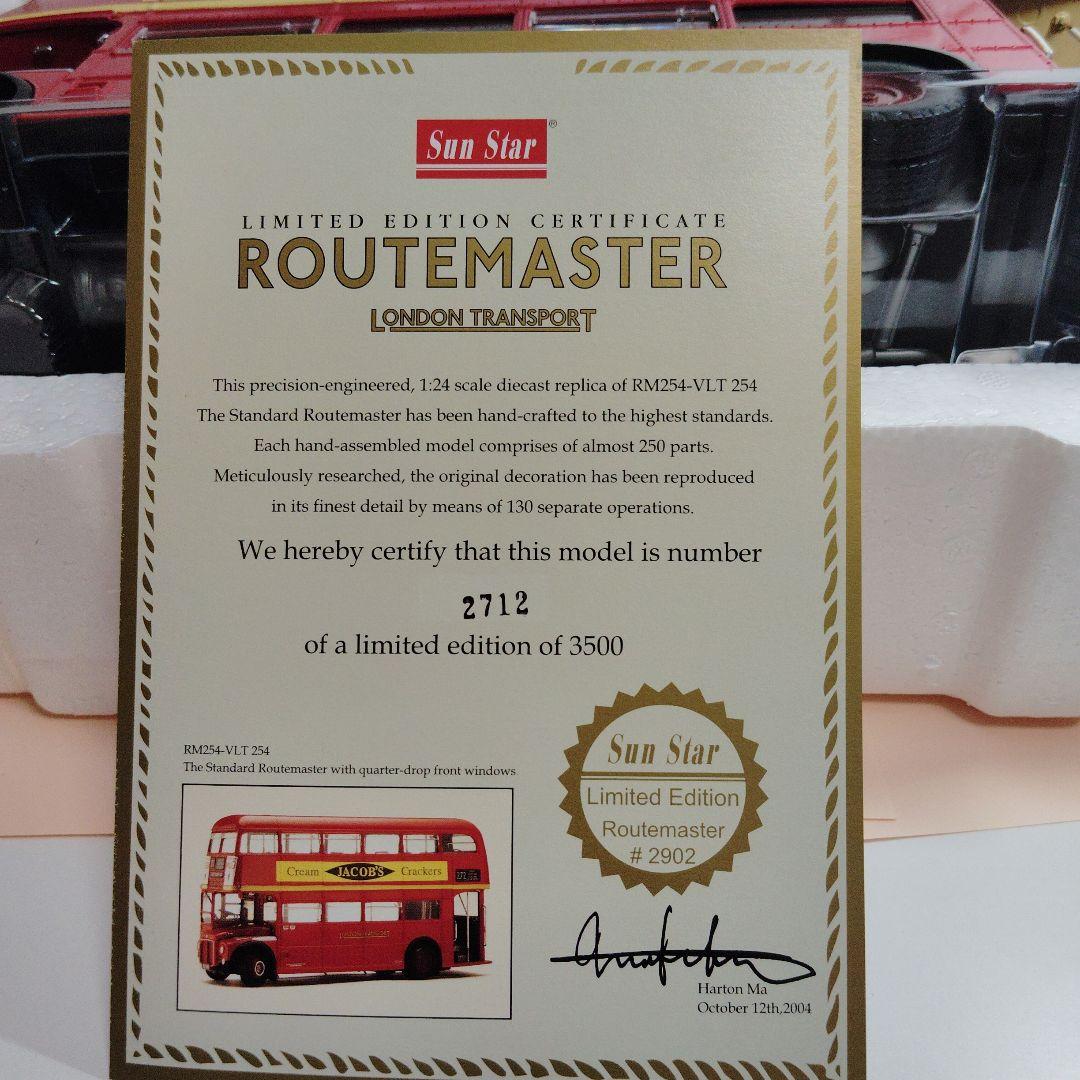 Sun Star ®
LIMITED EDITION CERTIFICATE
ROUTEMASTER
LONDON TRANSPORT
This precision-engineered, 1:24 scale diecast replica of RM254-VLT 254
The Standard Routemaster has been hand-crafted to the highest standards.
Each hand-assembled model comprises of almost 250 parts.
Meticulously researched, the original decoration has been reproduced
in its finest detail by means of 130 separate operations.
We hereby certify that this model is number
2712
of a limited edition of 3500
RM254-VLT 254
The Standard Routemaster with quarter-drop front windows
Cream JACOB'S Crackers
LONDON TRANSPORT
Sun Star
Limited Edition
Routemaster
# 2902
Harton Ma
October 12th,2004